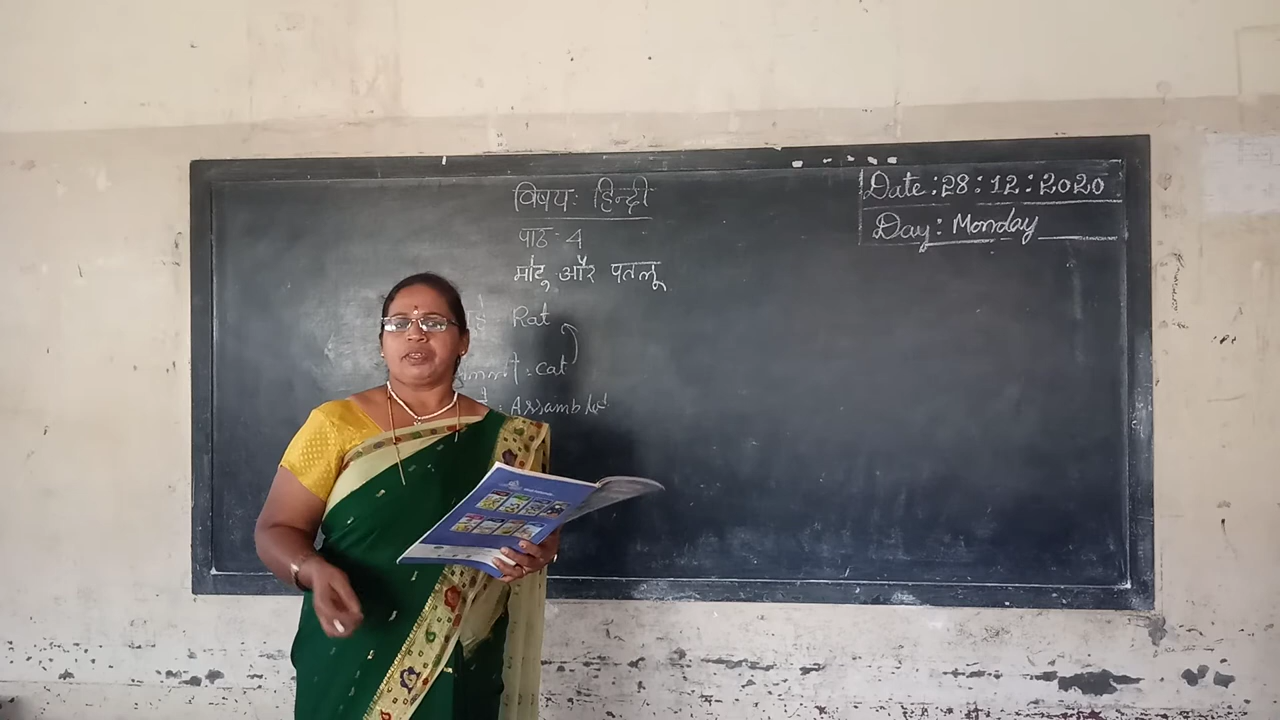 विषय: हिन्दी
पाठ 4
मोटू और पतलू
Rat
cat
Date : 28 : 12 : 2020
Day : Monday